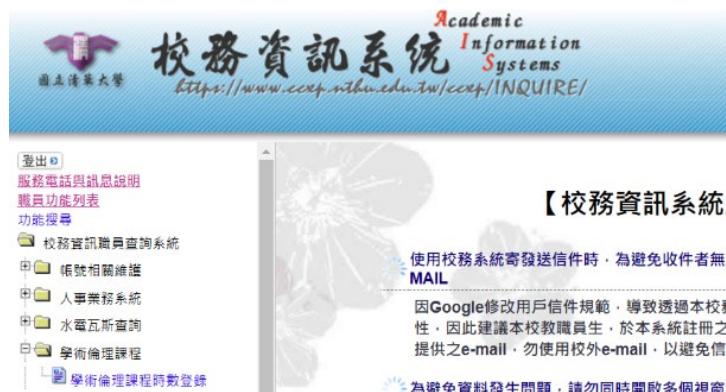 Academic
Information
Systems
校務資訊系統
國立清華大學
https://www.ccxp.nthu.edu.tw/ccxp/INQUIRE/
登出
服務電話與訊息說明
職員功能列表
功能搜尋
校務資訊職員查詢系統
帳號相關維護
人事業務系統
水電瓦斯查詢
學術倫理課程
學術倫理課程時數登錄
【校務資訊系統
使用校務系統寄發送信件時，為避免收件者無
MAIL
因Google修改用戶信件規範，導致透過本校
性，因此建議本校教職員生，於本系統註冊之
提供之e-mail，勿使用校外e-mail，以避免信
為避免資料發生問題，請勿同時開啟多個視窗